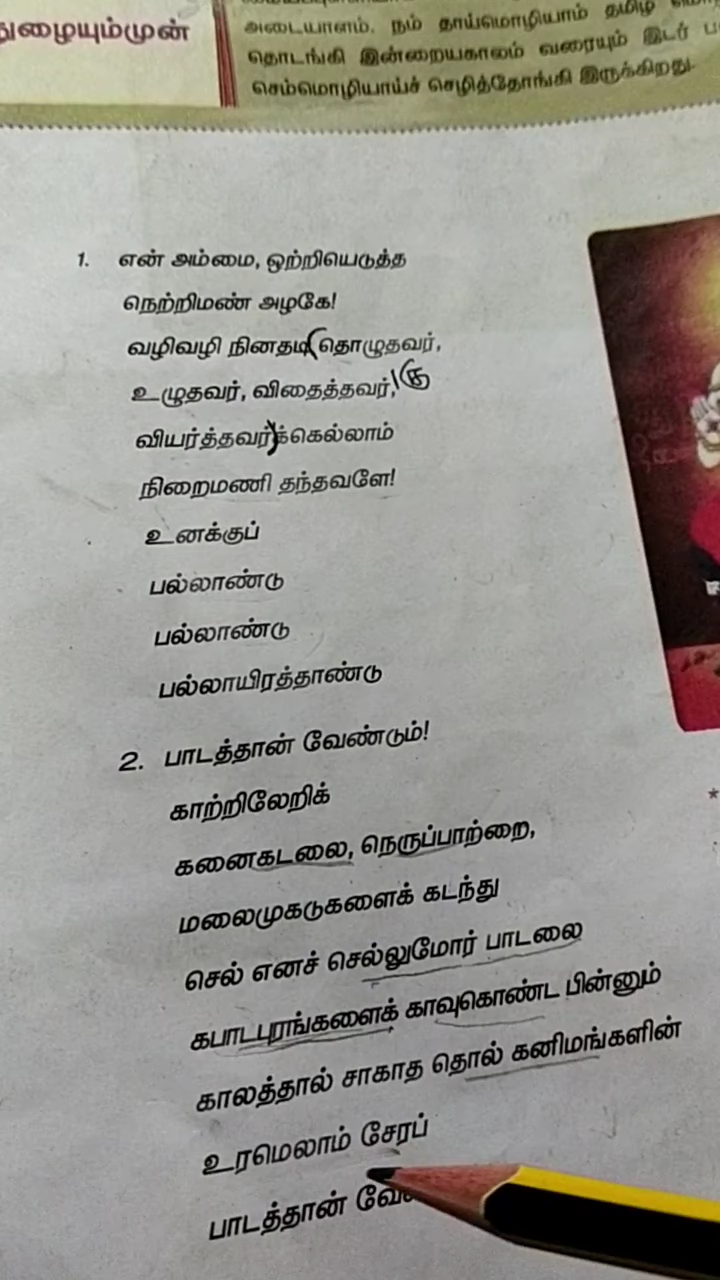 நுழையும்முன்
அடையாளம். நம் தாய்மொழியாம் தமிழ்
தொடங்கி இன்றையகாலம் வரையும் இடர்
செம்மொழியாய்ச் செழித்தோங்கி இருக்கிறது.
1. என் அம்மை, ஒற்றியெடுத்த
நெற்றிமண் அழகே!
வழிவழி நினதடி தொழுதவர்,
உழுதவர், விதைத்தவர்,
வியர்த்தவர்க்கெல்லாம்
நிறைமணி தந்தவளே!
உனக்குப்
பல்லாண்டு
பல்லாண்டு
பல்லாயிரத்தாண்டு
2. பாடத்தான் வேண்டும்!
காற்றிலேறிக்
கனைகடலை, நெருப்பாற்றை,
மலைமுகடுகளைக் கடந்து
செல் எனச் செல்லுமோர் பாடலை
கபாடபுரங்களைக் காவுகொண்ட பின்னும்
காலத்தால் சாகாத தொல் கனிமங்களின்
உரமெலாம் சேரப்
பாடத்தான்
*